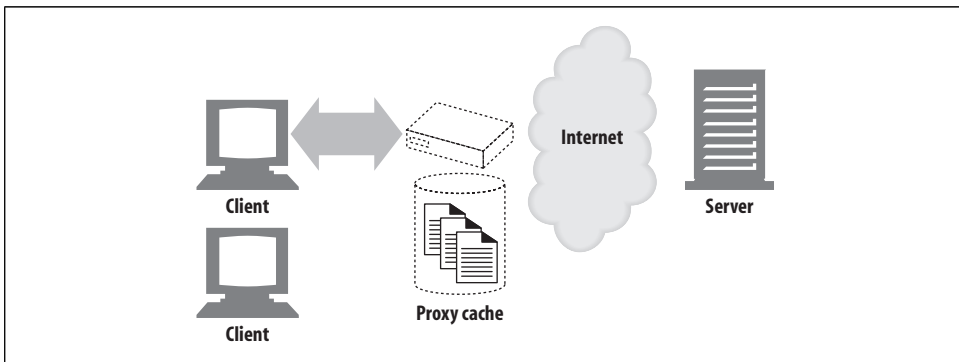 Internet
Client
Server
Proxy cache
Client